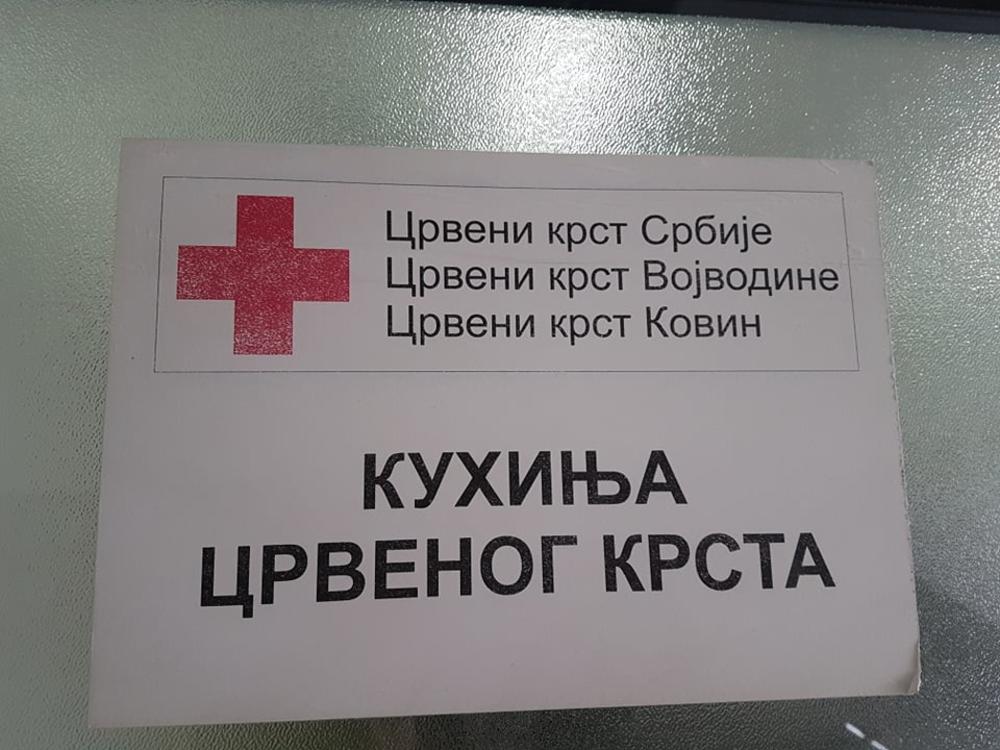 Црвени крст Србије
Црвени крст Војводине
Црвени крст Ковин
КУХИЊА
ЦРВЕНОГ КРСТА